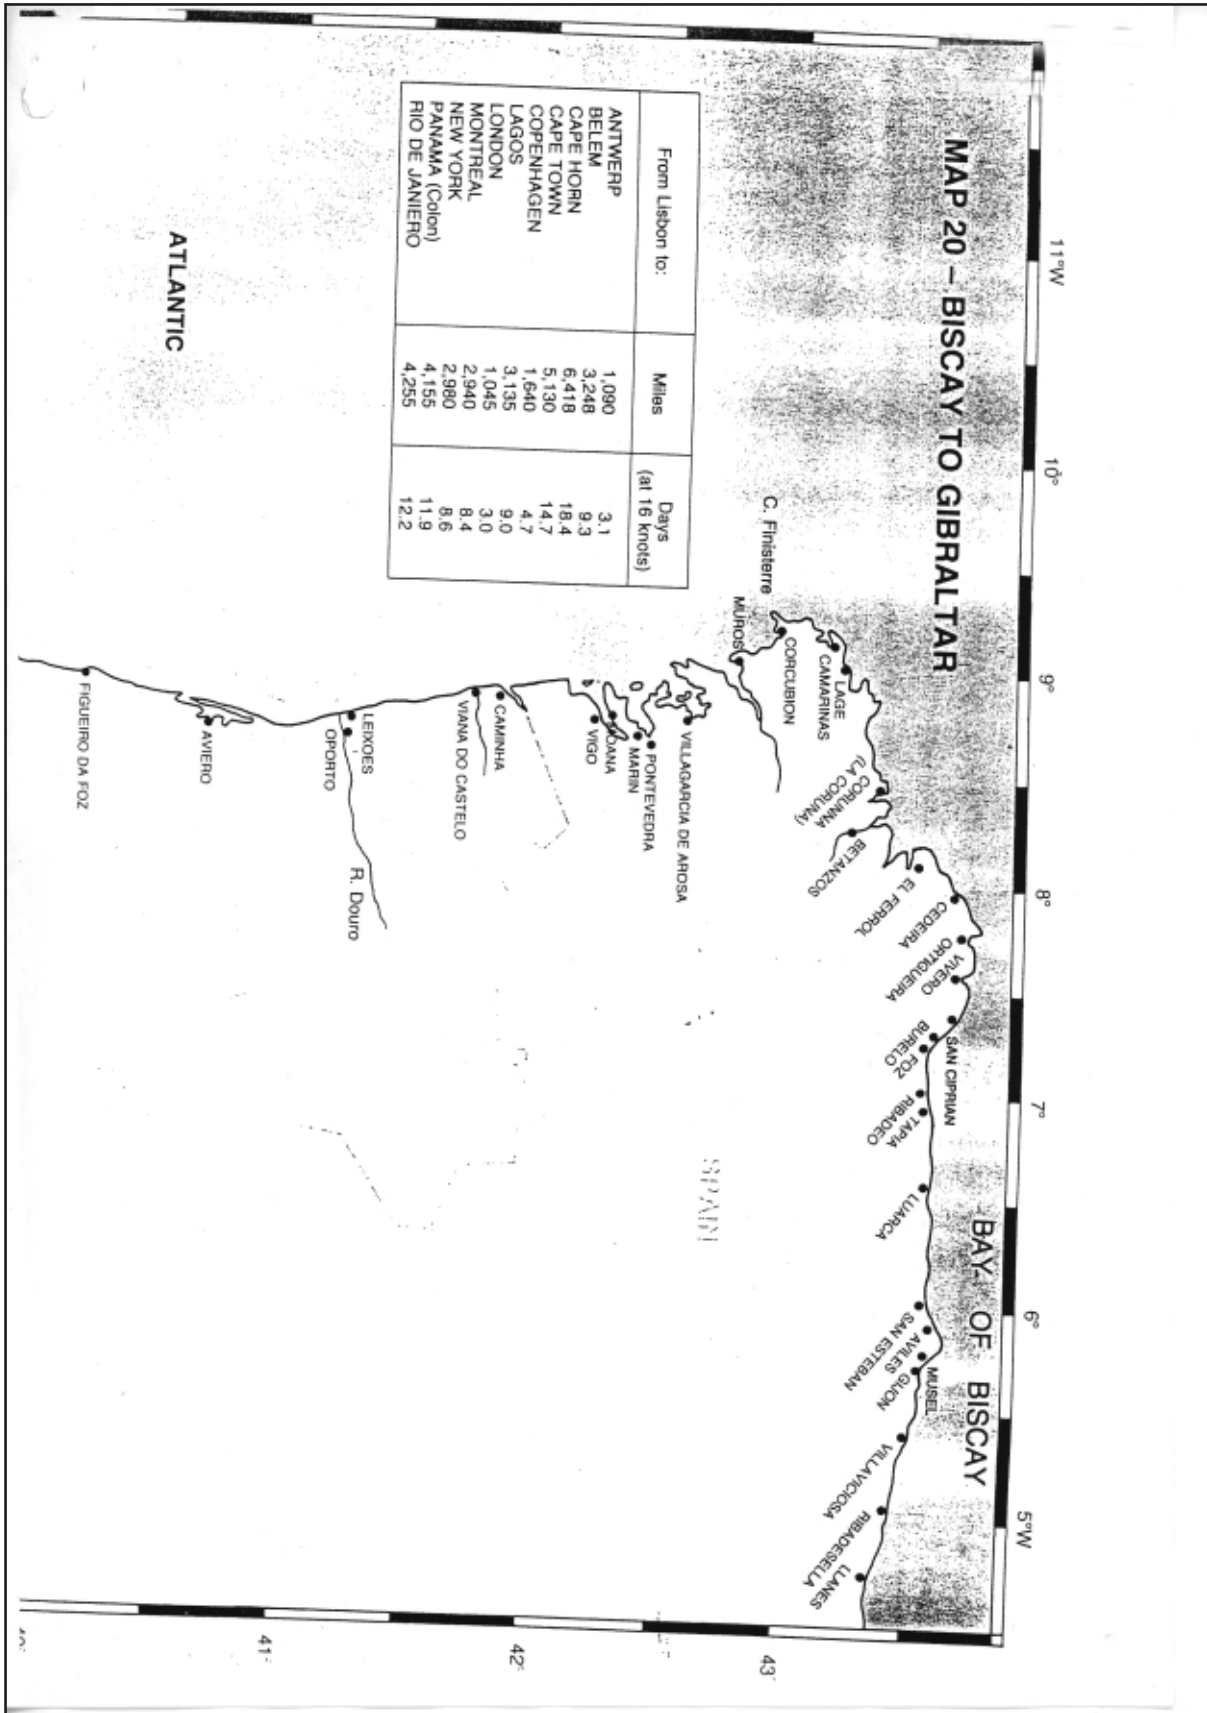 MAP 20 – BISCAY TO GIBRALTAR
11°W
10°
9°
8°
7°
6°
5°W
BAY OF BISCAY
From Lisbon to: Miles Days (at 16 knots)
ANTWERP 1,090 3.1
BELEM 3,248 9.3
CAPE HORN 6,418 18.4
CAPE TOWN 5,130 14.7
COPENHAGEN 1,640 4.7
LAGOS 3,135 9.0
LONDON 1,045 3.0
MONTREAL 2,940 8.4
NEW YORK 2,980 8.6
PANAMA (Colon) 4,155 11.9
RIO DE JANIERO 4,255 12.2
ATLANTIC
C. Finisterre
MUROS
CORCUBION
CAMARINAS
LAGE
CORUNNA
(LA CORUNA)
BETANZOS
EL FERROL
CEDEIRA
ORTIGUEIRA
VIVERO
SAN CIPRIAN
BURELO
FOZ
RIBADEO
TAPIA
LUARCA
SAN ESTEBAN
AVILES
MUSEL
GIJON
VILLAVICIOSA
RIBADESELLA
LLANES
VILLAGARCIA DE AROSA
PONTEVEDRA
MARIN
VIGO
CAMINHA
VIANA DO CASTELO
LEIXOES
OPORTO
R. Douro
AVIERO
FIGUEIRO DA FOZ
SPAIN
43°
42°
41°